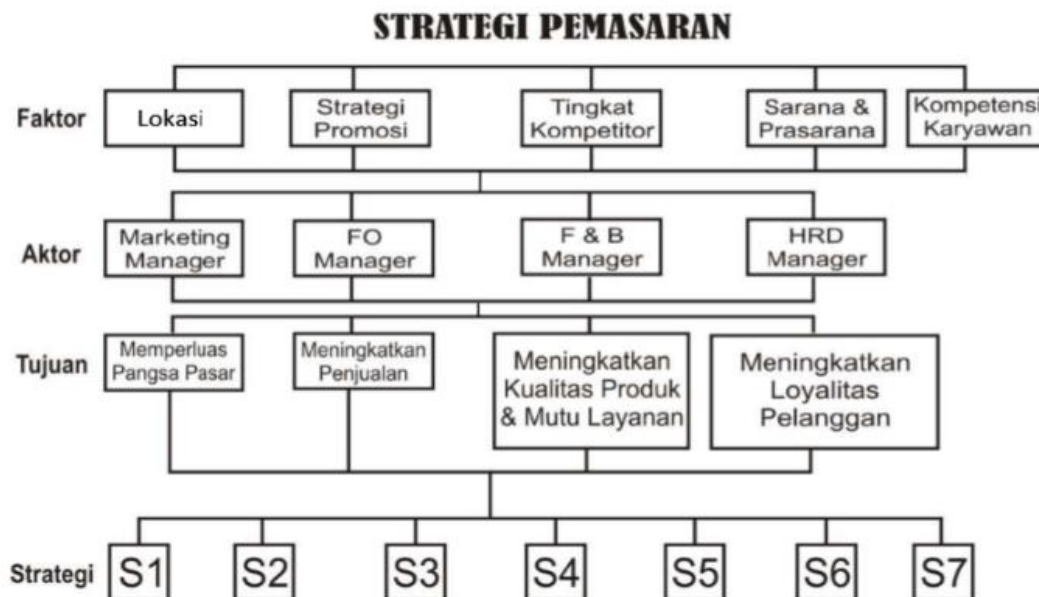 STRATEGI PEMASARAN
Faktor
Lokasi
Strategi
Promosi
Tingkat
Kompetitor
Sarana &
Prasarana
Kompetensi
Karyawan
Aktor
Marketing
Manager
FO
Manager
F & B
Manager
HRD
Manager
Tujuan
Memperluas
Pangsa Pasar
Meningkatkan
Penjualan
Meningkatkan
Kualitas Produk
& Mutu Layanan
Meningkatkan
Loyalitas
Pelanggan
Strategi
S1
S2
S3
S4
S5
S6
S7